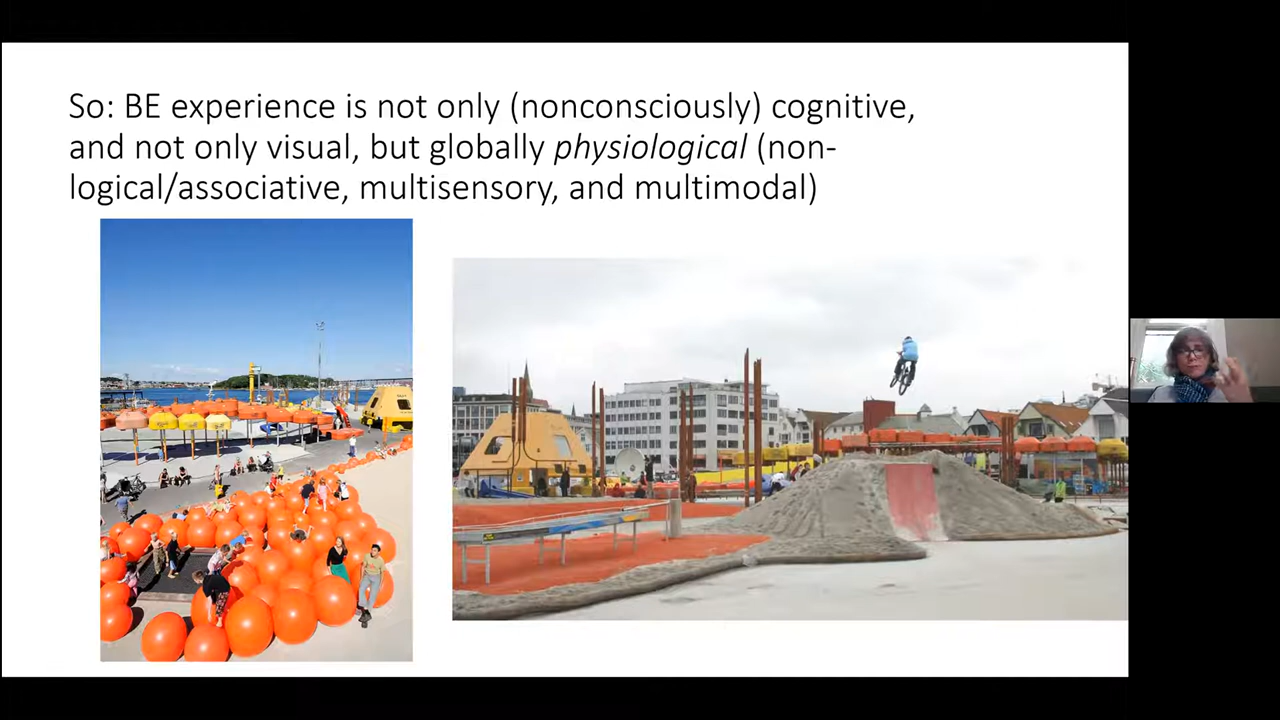 So: BE experience is not only (nonconsciously) cognitive,
and not only visual, but globally physiological (non-
logical/associative, multisensory, and multimodal)